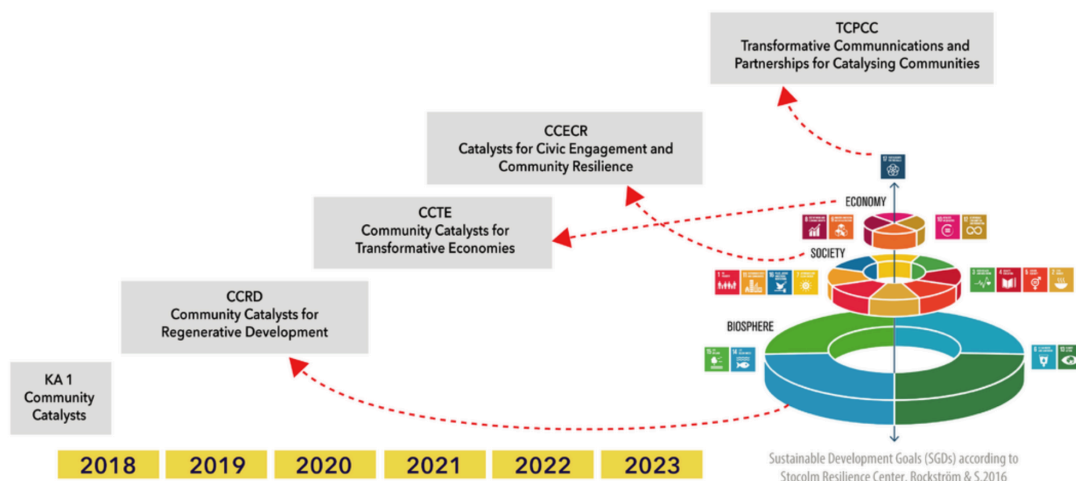 TCPCC
Transformative Communnications and
Partnerships for Catalysing Communities
CCECR
Catalysts for Civic Engagement and
Community Resilience
CCTE
Community Catalysts for
Transformative Economies
CCRD
Community Catalysts for
Regenerative Development
KA 1
Community
Catalysts
ECONOMY
SOCIETY
BIOSPHERE
2018
2019
2020
2021
2022
2023
Sustainable Development Goals (SGDs) according to
Stocolm Resilience Center, Rockström & S.2016